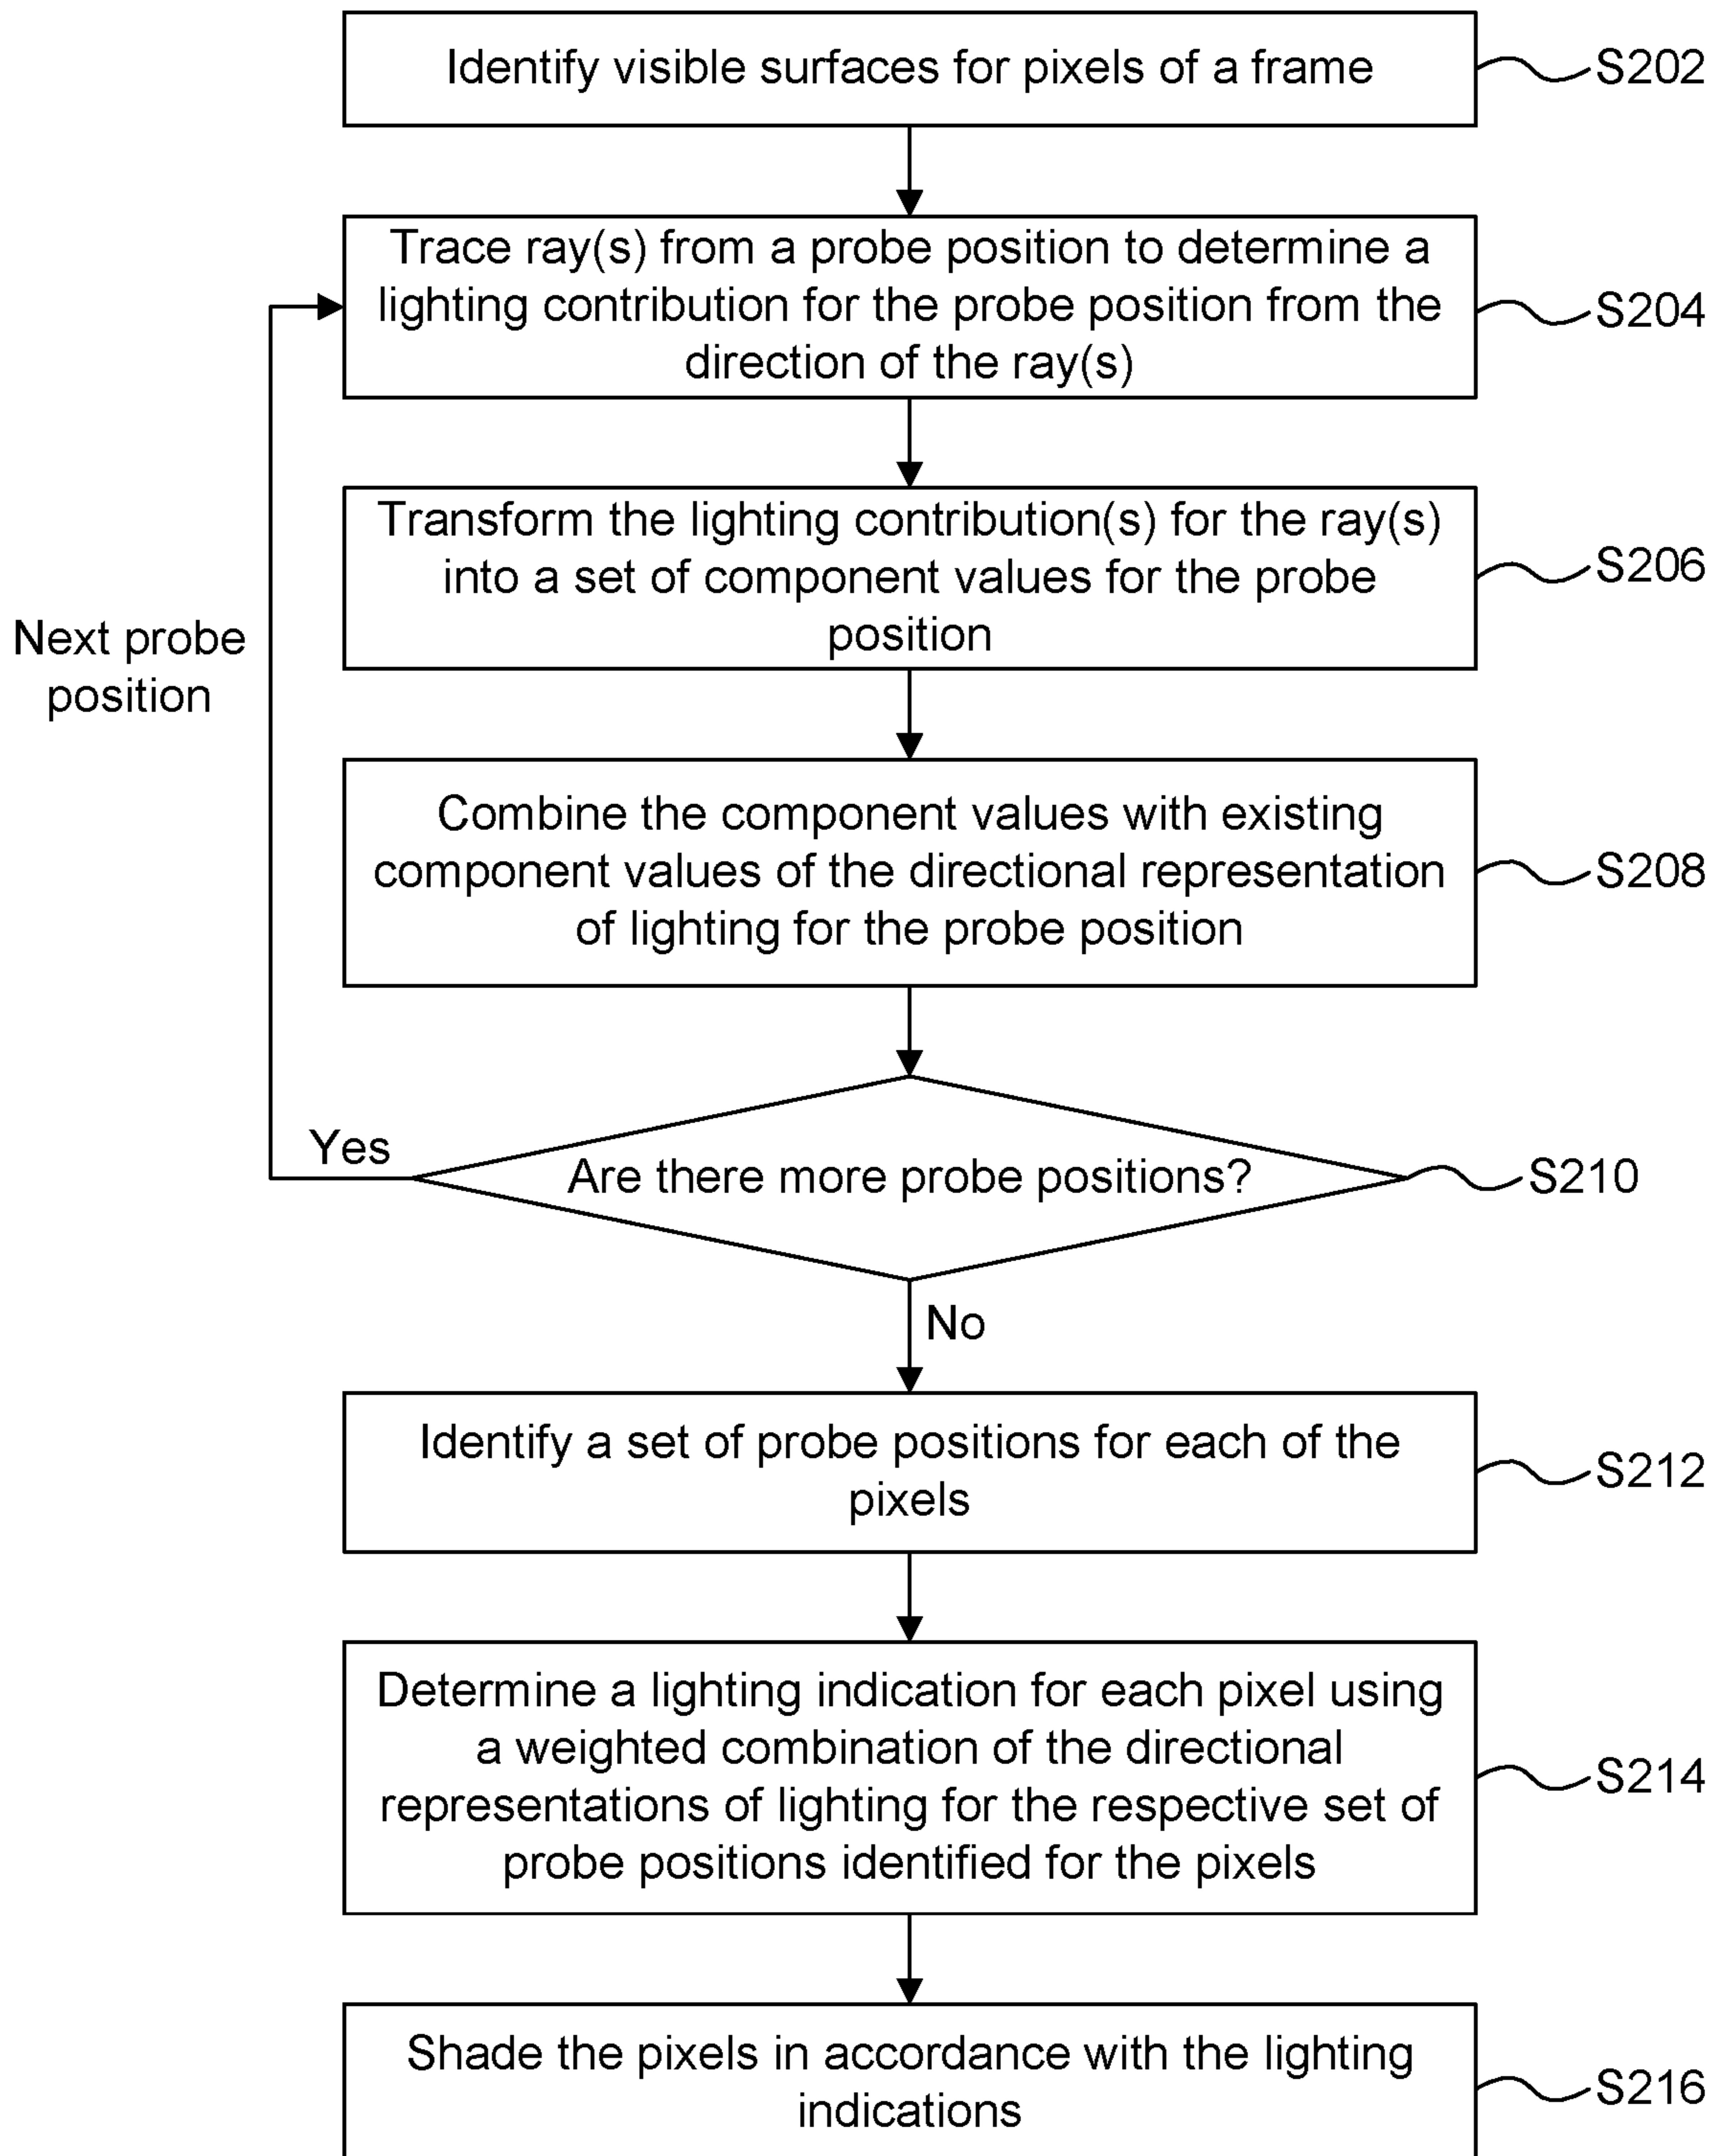 Identify visible surfaces for pixels of a frame
S202
Trace ray(s) from a probe position to determine a
lighting contribution for the probe position from the
direction of the ray(s)
S204
Transform the lighting contribution(s) for the ray(s)
into a set of component values for the probe
position
S206
Next probe
position
Combine the component values with existing
component values of the directional representation
of lighting for the probe position
S208
Yes
Are there more probe positions?
S210
No
Identify a set of probe positions for each of the
pixels
S212
Determine a lighting indication for each pixel using
a weighted combination of the directional
representations of lighting for the respective set of
probe positions identified for the pixels
S214
Shade the pixels in accordance with the lighting
indications
S216